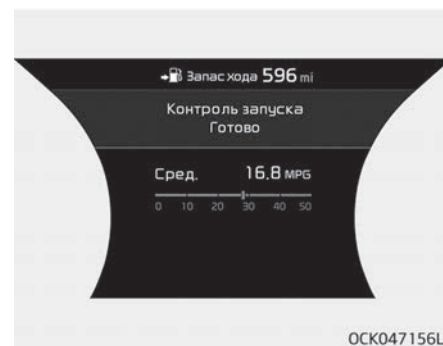 Запас хода 596 mi
Контроль запуска
Готово
Сред. 16.8 MPG
0 10 20 30 40 50
OCK047156L